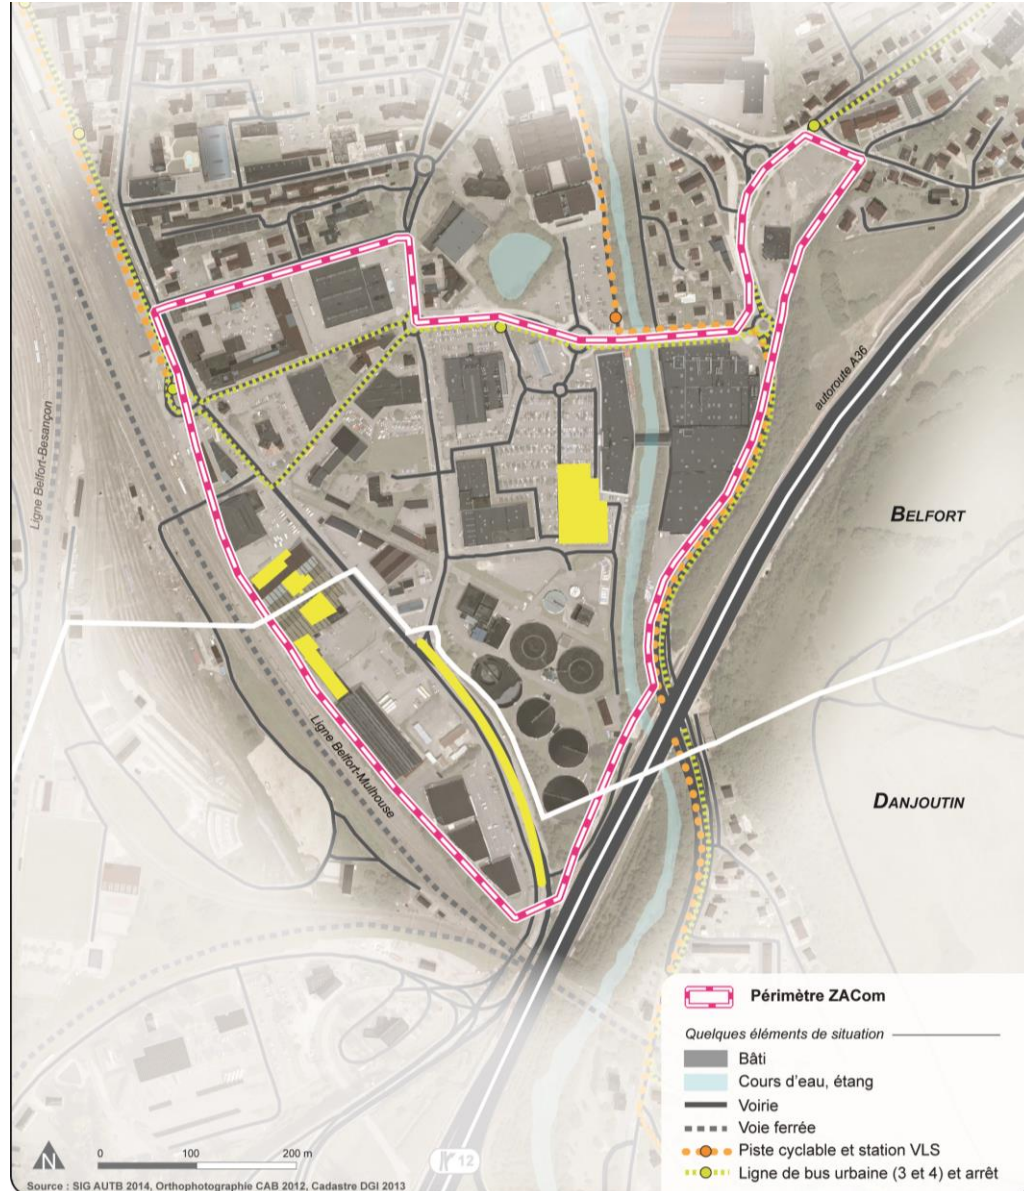 Ligne Belfort-Besançon
autoroute A36
BELFORT
Ligne Belfort-Mulhouse
DANJOUTIN
Périmètre ZACom
Quelques éléments de situation
Bâti
Cours d'eau, étang
Voirie
Voie ferrée
Piste cyclable et station VLS
Ligne de bus urbaine (3 et 4) et arrêt
N
0 100 200 m
12
Source : SIG AUTB 2014, Orthophotographie CAB 2012, Cadastre DGI 2013